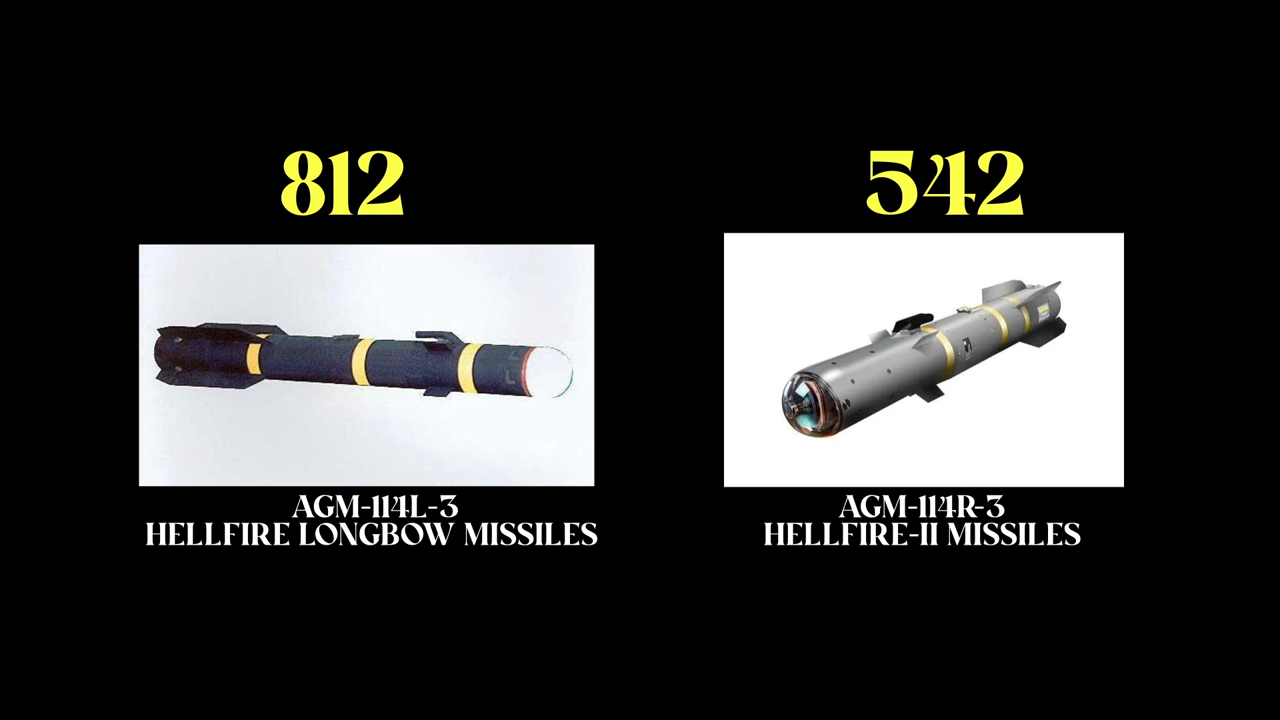 812
542
AGM-114L-3
HELLFIRE LONGBOW MISSILES
AGM-114R-3
HELLFIRE-II MISSILES